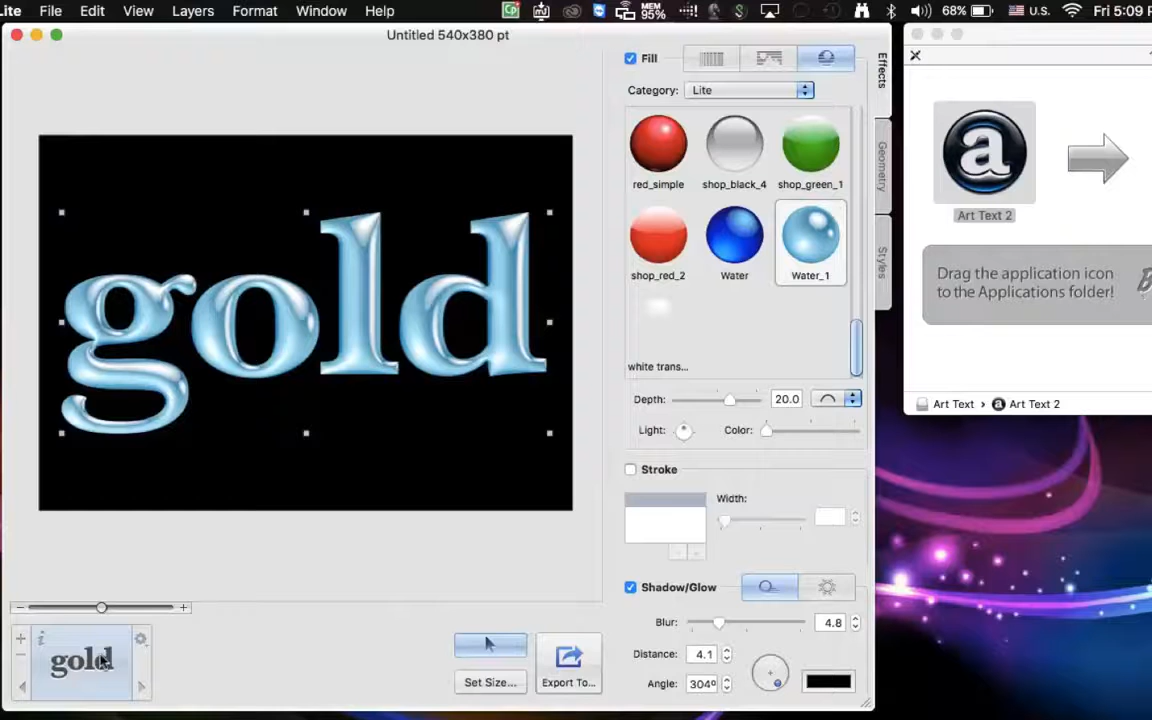 Lite File Edit View Layers Format Window Help MEM 95% 68% U.S. Fri 5:09
Untitled 540x380 pt
gold
Fill
Category: Lite
red_simple shop_black_4 shop_green_1
shop_red_2 Water Water_1
white trans...
Depth: 20.0
Light: Color:
Stroke
Width:
Shadow/Glow
Blur: 4.8
Distance: 4.1
Angle: 304º
Effects
Geometry
Styles
gold
Set Size... Export To...
a
Art Text 2
Drag the application icon
to the Applications folder!
Art Text › Art Text 2